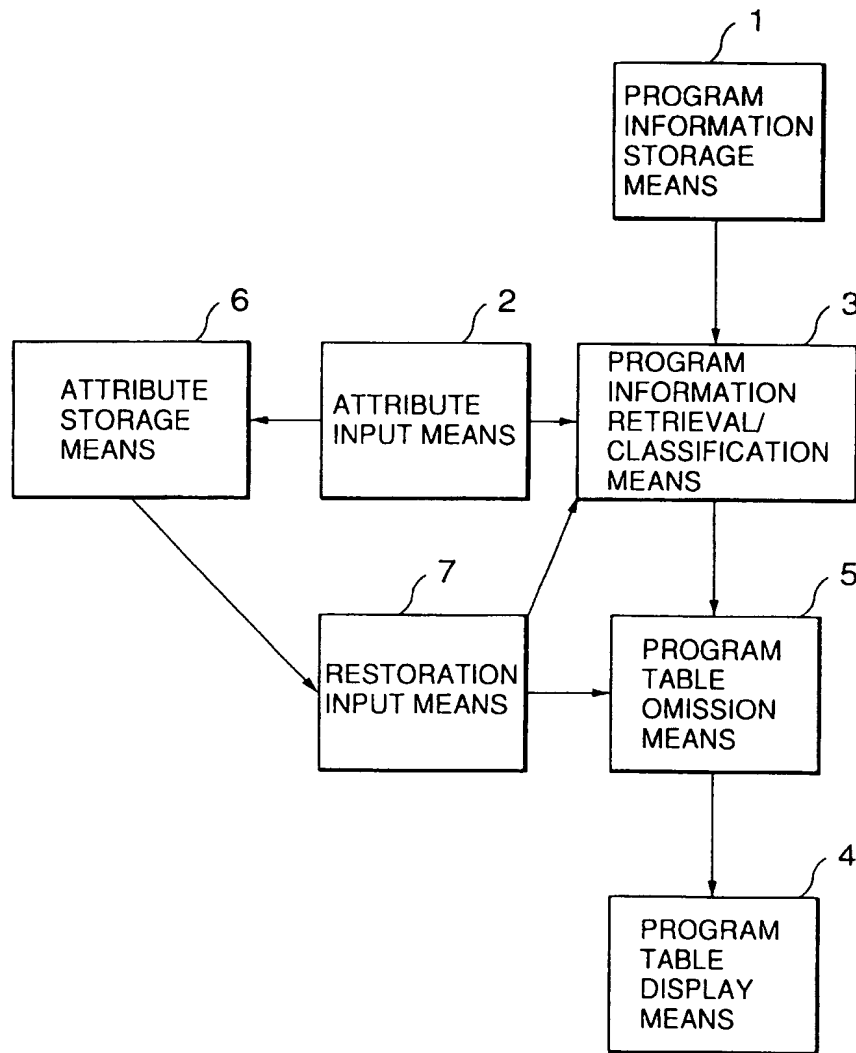 1
PROGRAM
INFORMATION
STORAGE
MEANS
6
ATTRIBUTE
STORAGE
MEANS
2
ATTRIBUTE
INPUT MEANS
3
PROGRAM
INFORMATION
RETRIEVAL/
CLASSIFICATION
MEANS
7
RESTORATION
INPUT MEANS
5
PROGRAM
TABLE
OMISSION
MEANS
4
PROGRAM
TABLE
DISPLAY
MEANS